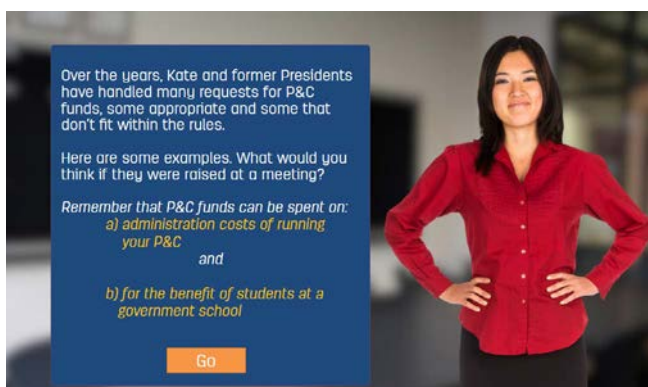 Over the years, Kate and former Presidents
have handled many requests for P&C
funds, some appropriate and some that
don't fit within the rules.
Here are some examples. What would you
think if they were raised at a meeting?
Remember that P&C funds can be spent on:
a) administration costs of running
your P&C
and
b) for the benefit of students at a
government school
Go